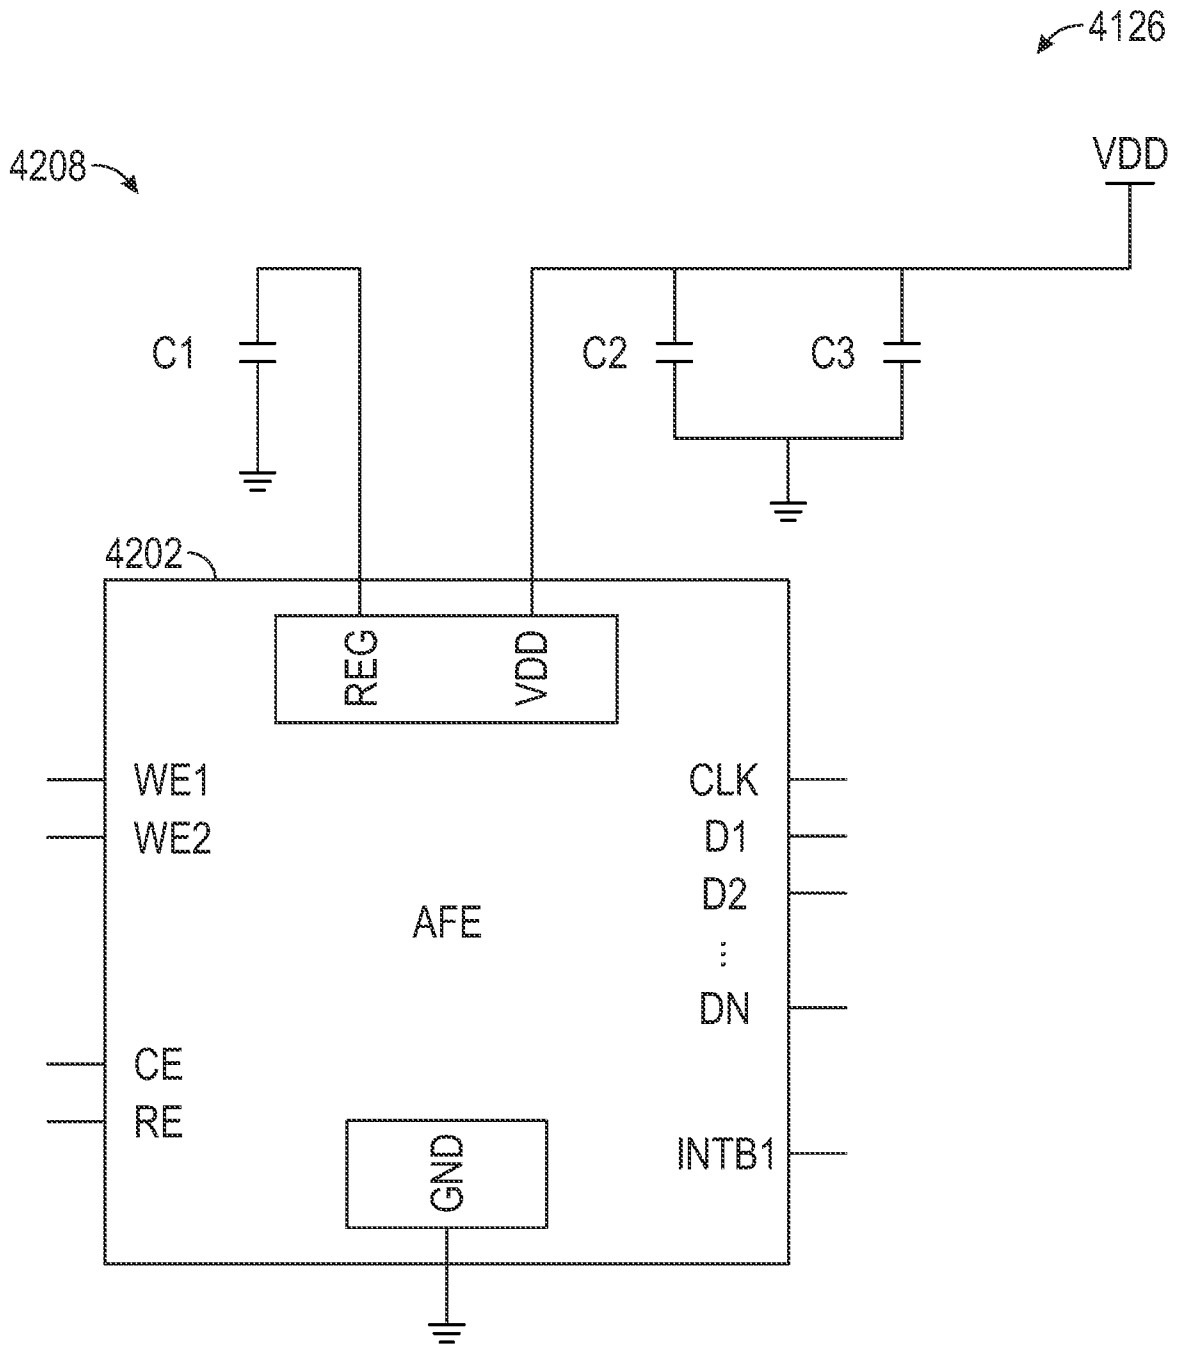 4126
4208
VDD
C1
C2
C3
4202
REG
VDD
WE1
WE2
CLK
D1
D2
...
DN
AFE
CE
RE
GND
INTB1